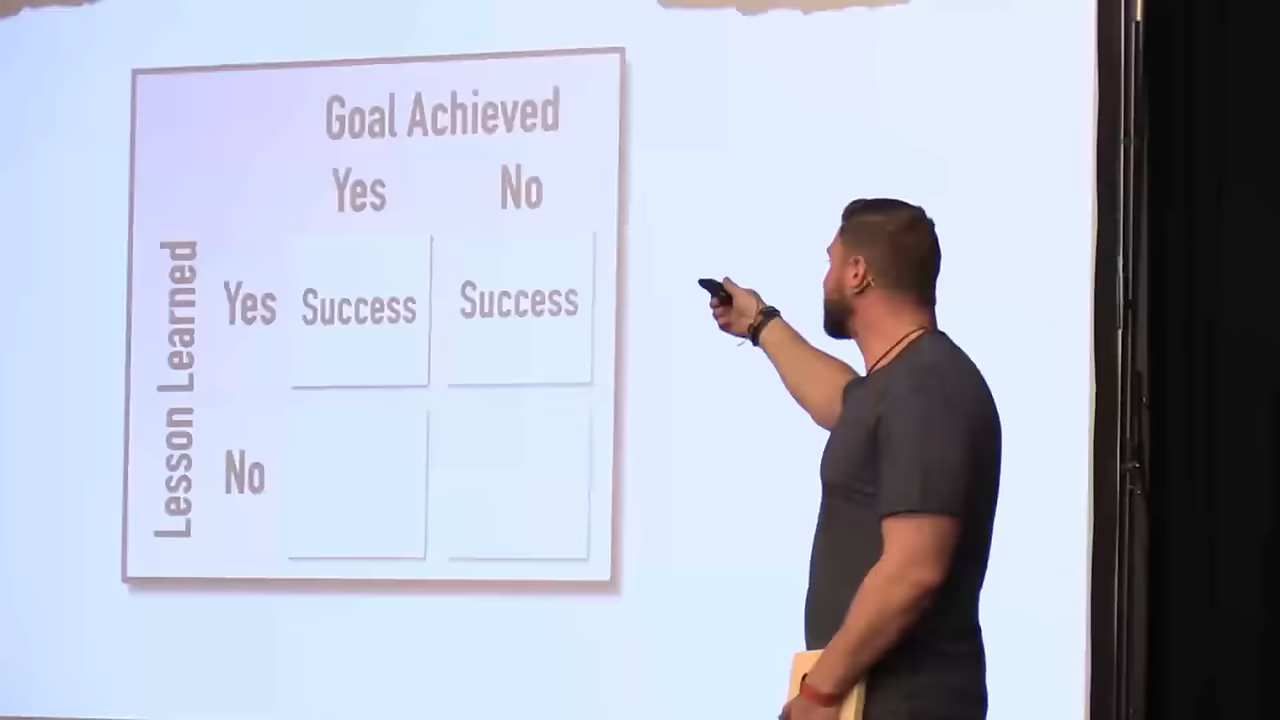 Goal Achieved
Yes No
Lesson Learned
Yes Success Success
No